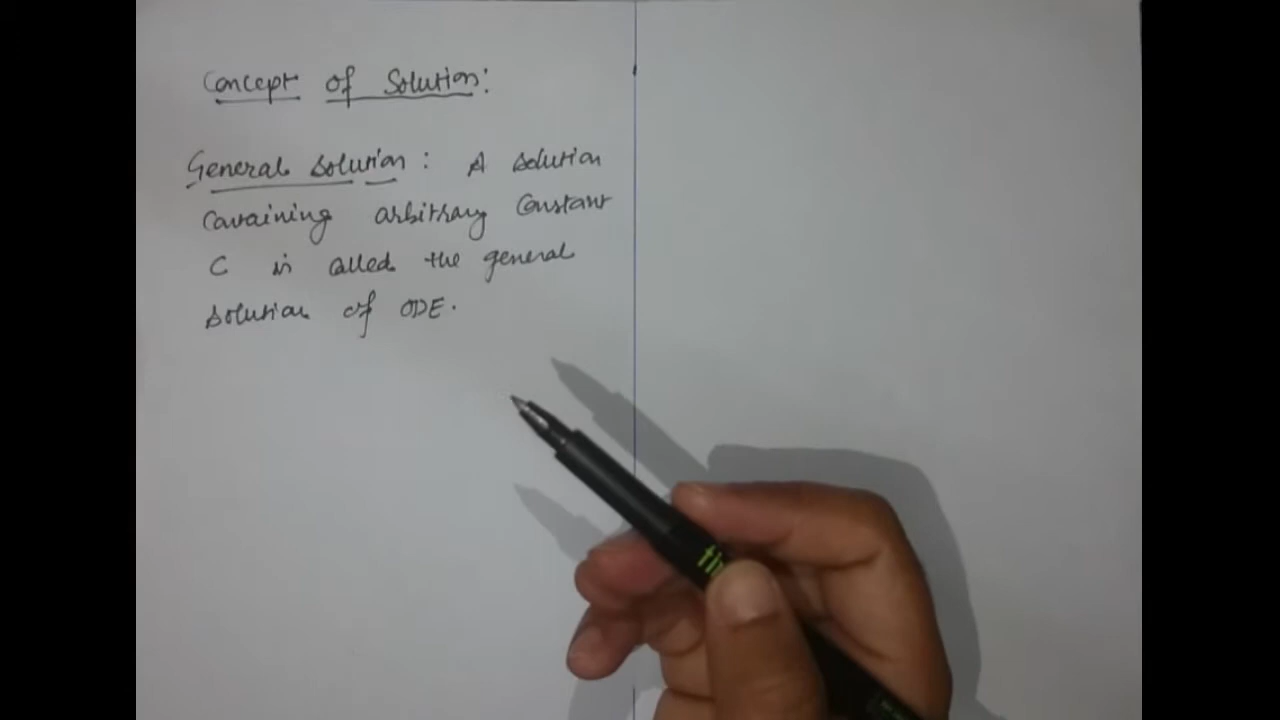 Concept of Solution:
General Solution: A solution
containing arbitrary Constant
C is called the general
solution of ODE.